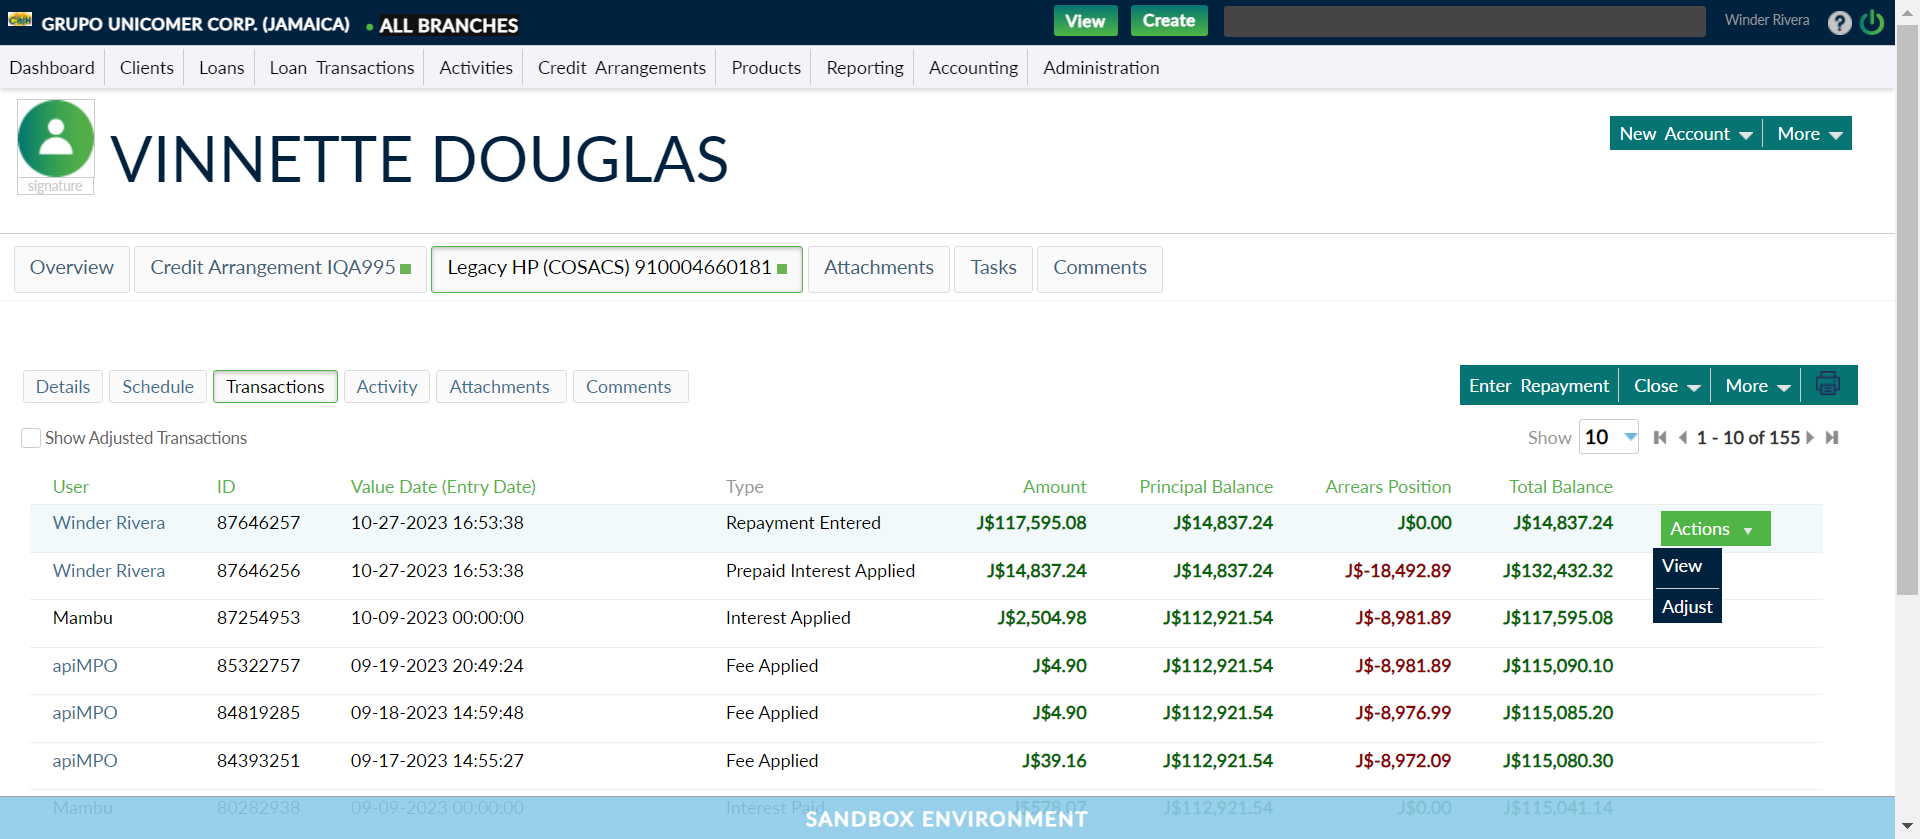 CaSH GRUPO UNICOMER CORP. (JAMAICA) ALL BRANCHES View Create Winder Rivera ?
Dashboard Clients Loans Loan Transactions Activities Credit Arrangements Products Reporting Accounting Administration
VINNETTE DOUGLAS
signature
New Account More
Overview Credit Arrangement IQA995 Legacy HP (COSACS) 910004660181 Attachments Tasks Comments
Details Schedule Transactions Activity Attachments Comments Enter Repayment Close More
Show Adjusted Transactions Show 10 1 - 10 of 155
User ID Value Date (Entry Date) Type Amount Principal Balance Arrears Position Total Balance
Winder Rivera 87646257 10-27-2023 16:53:38 Repayment Entered J$117,595.08 J$14,837.24 J$0.00 J$14,837.24 Actions
View
Winder Rivera 87646256 10-27-2023 16:53:38 Prepaid Interest Applied J$14,837.24 J$14,837.24 J$-18,492.89 J$132,432.32
Adjust
Mambu 87254953 10-09-2023 00:00:00 Interest Applied J$2,504.98 J$112,921.54 J$-8,981.89 J$117,595.08
apiMPO 85322757 09-19-2023 20:49:24 Fee Applied J$4.90 J$112,921.54 J$-8,981.89 J$115,090.10
apiMPO 84819285 09-18-2023 14:59:48 Fee Applied J$4.90 J$112,921.54 J$-8,976.99 J$115,085.20
apiMPO 84393251 09-17-2023 14:55:27 Fee Applied J$39.16 J$112,921.54 J$-8,972.09 J$115,080.30
Mambu 80282938 09-09-2023 00:00:00 Interest Paid J$578.07 J$112,921.54 J$0.00 J$115,041.14
SANDBOX ENVIRONMENT